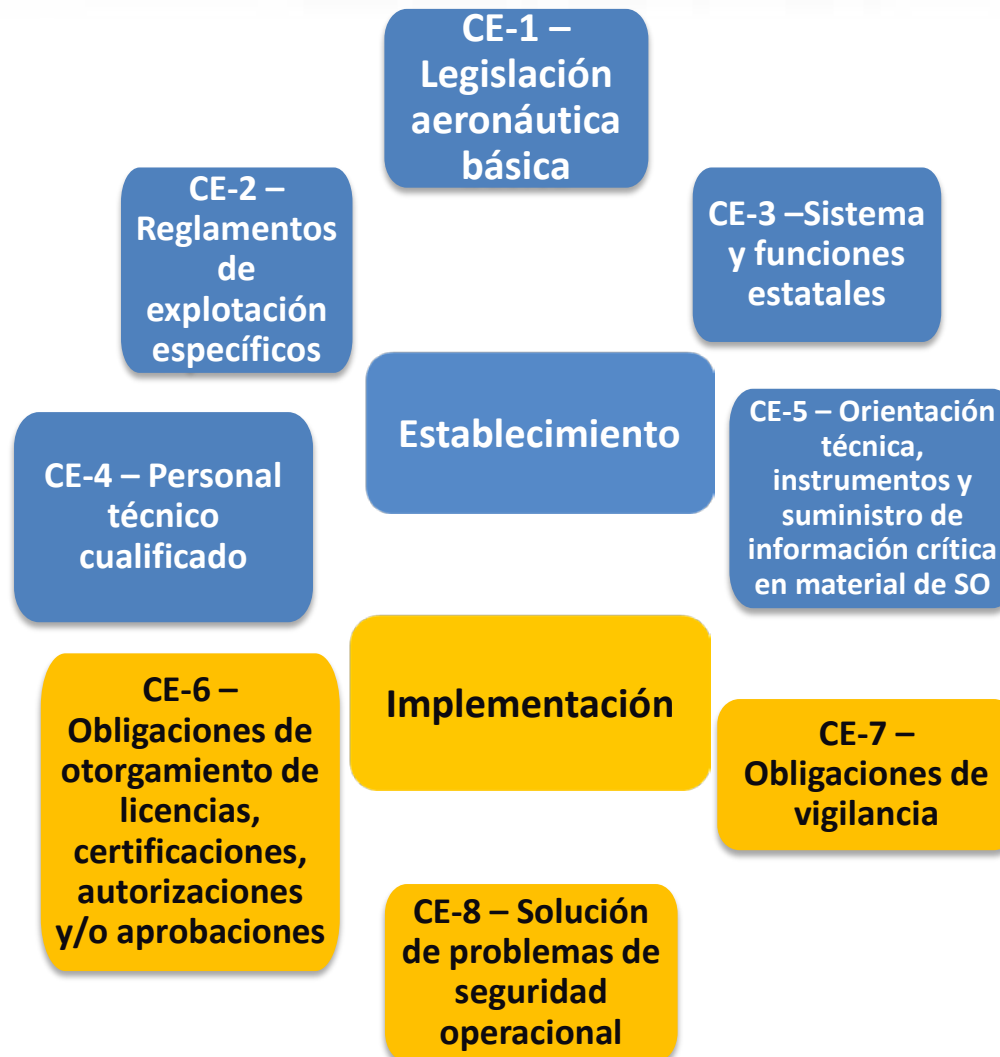 CE-1 –
Legislación
aeronáutica
básica
CE-2 –
Reglamentos
de
explotación
específicos
CE-3 –Sistema
y funciones
estatales
Establecimiento
CE-4 – Personal
técnico
cualificado
CE-5 – Orientación
técnica,
instrumentos y
suministro de
información crítica
en material de SO
Implementación
CE-6 –
Obligaciones de
otorgamiento de
licencias,
certificaciones,
autorizaciones
y/o aprobaciones
CE-7 –
Obligaciones de
vigilancia
CE-8 – Solución
de problemas de
seguridad
operacional